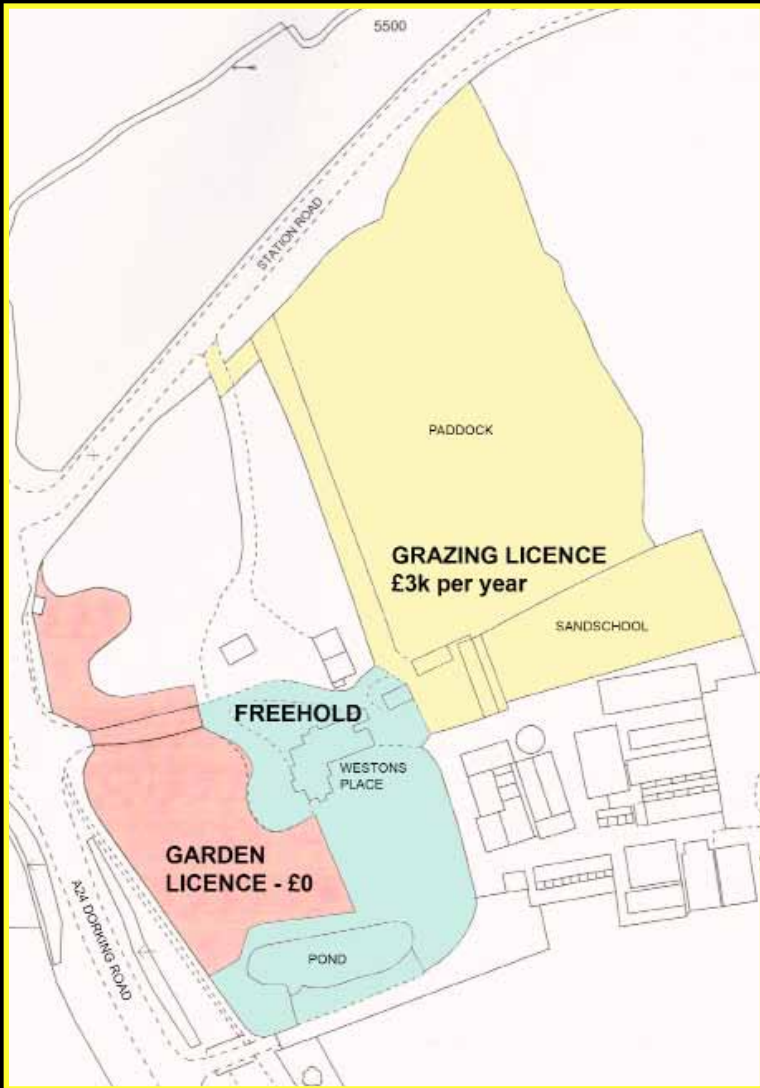 5500
STATION ROAD
PADDOCK
GRAZING LICENCE
£3k per year
SANDSCHOOL
FREEHOLD
WESTONS
PLACE
GARDEN
LICENCE - £0
A24 DORKING ROAD
POND